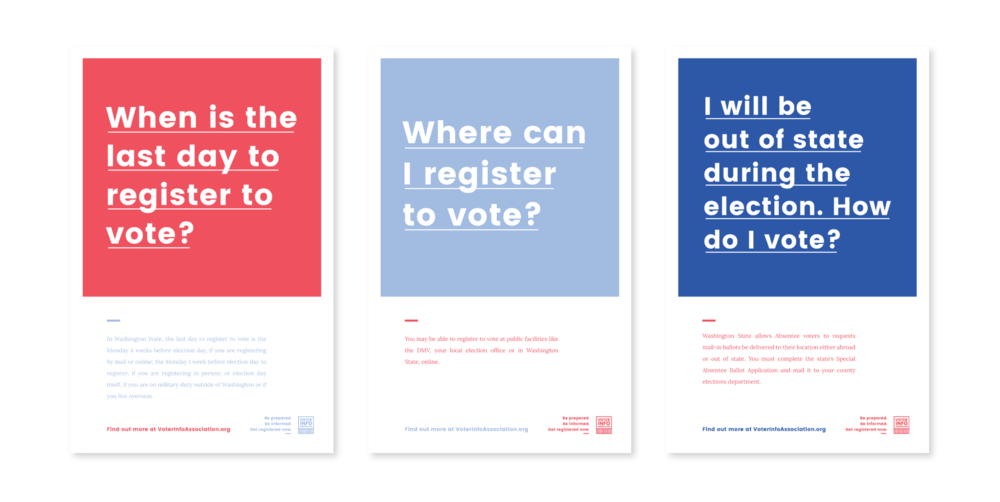 When is the
last day to
register to
vote?
In Washington State, the last day to register to vote is the
Monday 4 weeks before election day, if you are registering
by mail or online, the Monday 1 week before election day to
register, if you are registering in person; or election day
itself, if you are on military duty outside of Washington or if
you live overseas.
Find out more at VoterInfoAssociation.org
Be prepared.
Be informed.
Get registered now.
VOTER
INFO
Where can
I register
to vote?
You may be able to register to vote at public facilities like
the DMV, your local election office or in Washington
State, online.
Find out more at VoterInfoAssociation.org
Be prepared.
Be informed.
Get registered now.
VOTER
INFO
I will be
out of state
during the
election. How
do I vote?
Washington State allows Absentee voters to requests
mail-in ballots be delivered to their location either abroad
or out of state. You must complete the state's Special
Absentee Ballot Application and mail it to your county
elections department.
Find out more at VoterInfoAssociation.org
Be prepared.
Be informed.
Get registered now.
VOTER
INFO